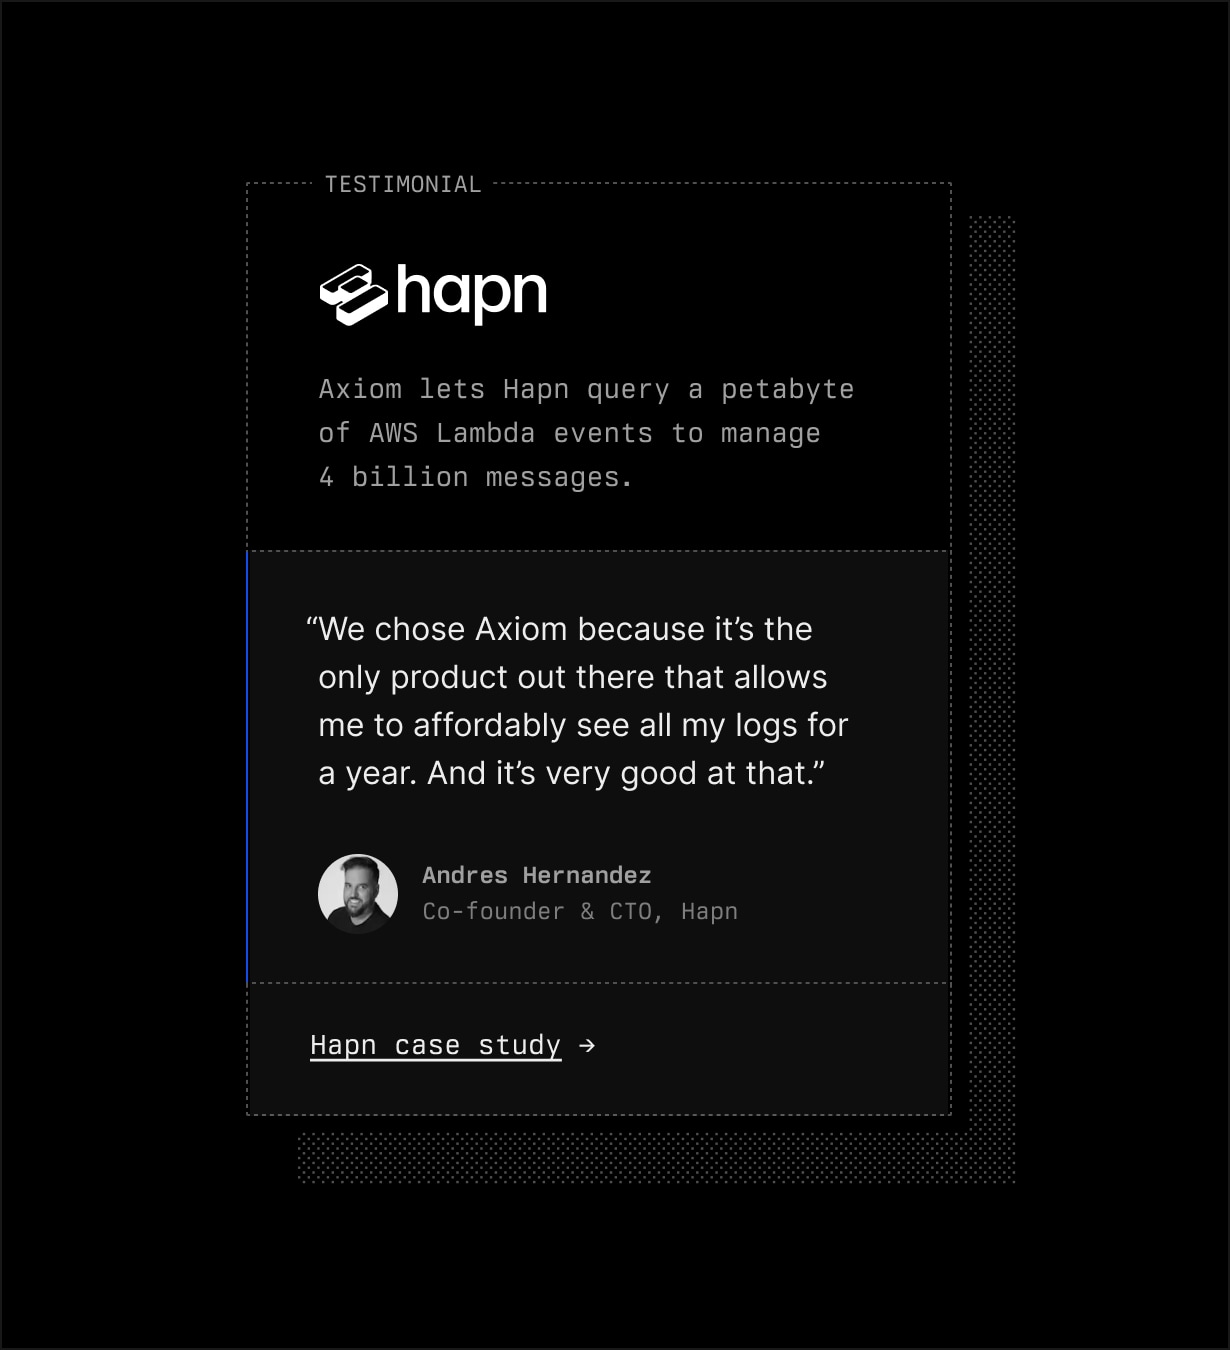 TESTIMONIAL
hapn
Axiom lets Hapn query a petabyte
of AWS Lambda events to manage
4 billion messages.
“We chose Axiom because it’s the
only product out there that allows
me to affordably see all my logs for
a year. And it’s very good at that.”
Andres Hernandez
Co-founder & CTO, Hapn
Hapn case study →